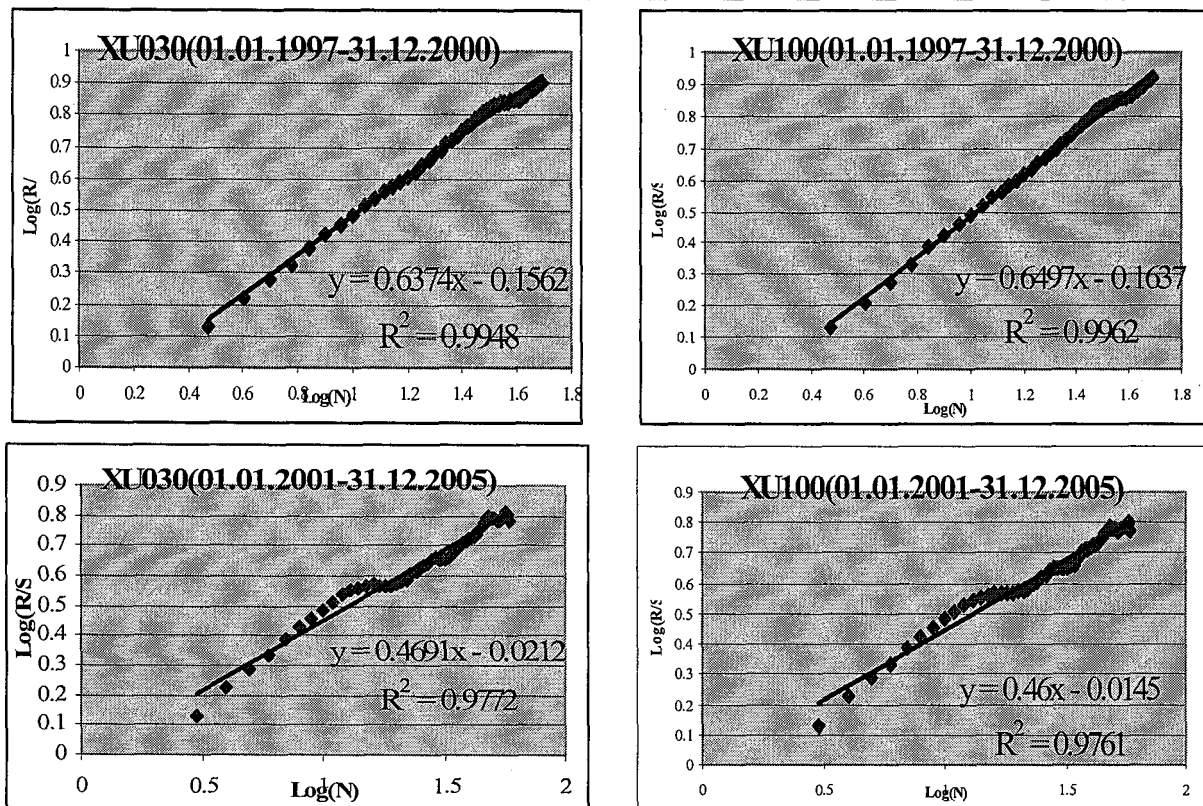 XU030(01.01.1997-31.12.2000)
1
0.9
0.8
0.7
0.6
0.5
0.4
0.3
0.2
0.1
0
Log(R/
y = 0.6374x - 0.1562
R² = 0.9948
0 0.2 0.4 0.6 0.8 1 1.2 1.4 1.6 1.8
Log(N)
XU100(01.01.1997-31.12.2000)
1
0.9
0.8
0.7
0.6
0.5
0.4
0.3
0.2
0.1
0
Log(R/S
y = 0.6497x - 0.1637
R² = 0.9962
0 0.2 0.4 0.6 0.8 1 1.2 1.4 1.6 1.8
Log(N)
XU030(01.01.2001-31.12.2005)
0.9
0.8
0.7
0.6
0.5
0.4
0.3
0.2
0.1
0
Log(R/S
y = 0.4691x - 0.0212
R² = 0.9772
0 0.5 1 1.5 2
Log(N)
XU100(01.01.2001-31.12.2005)
0.9
0.8
0.7
0.6
0.5
0.4
0.3
0.2
0.1
0
Log(R/S
y = 0.46x - 0.0145
R² = 0.9761
0 0.5 1 1.5 2
Log(N)